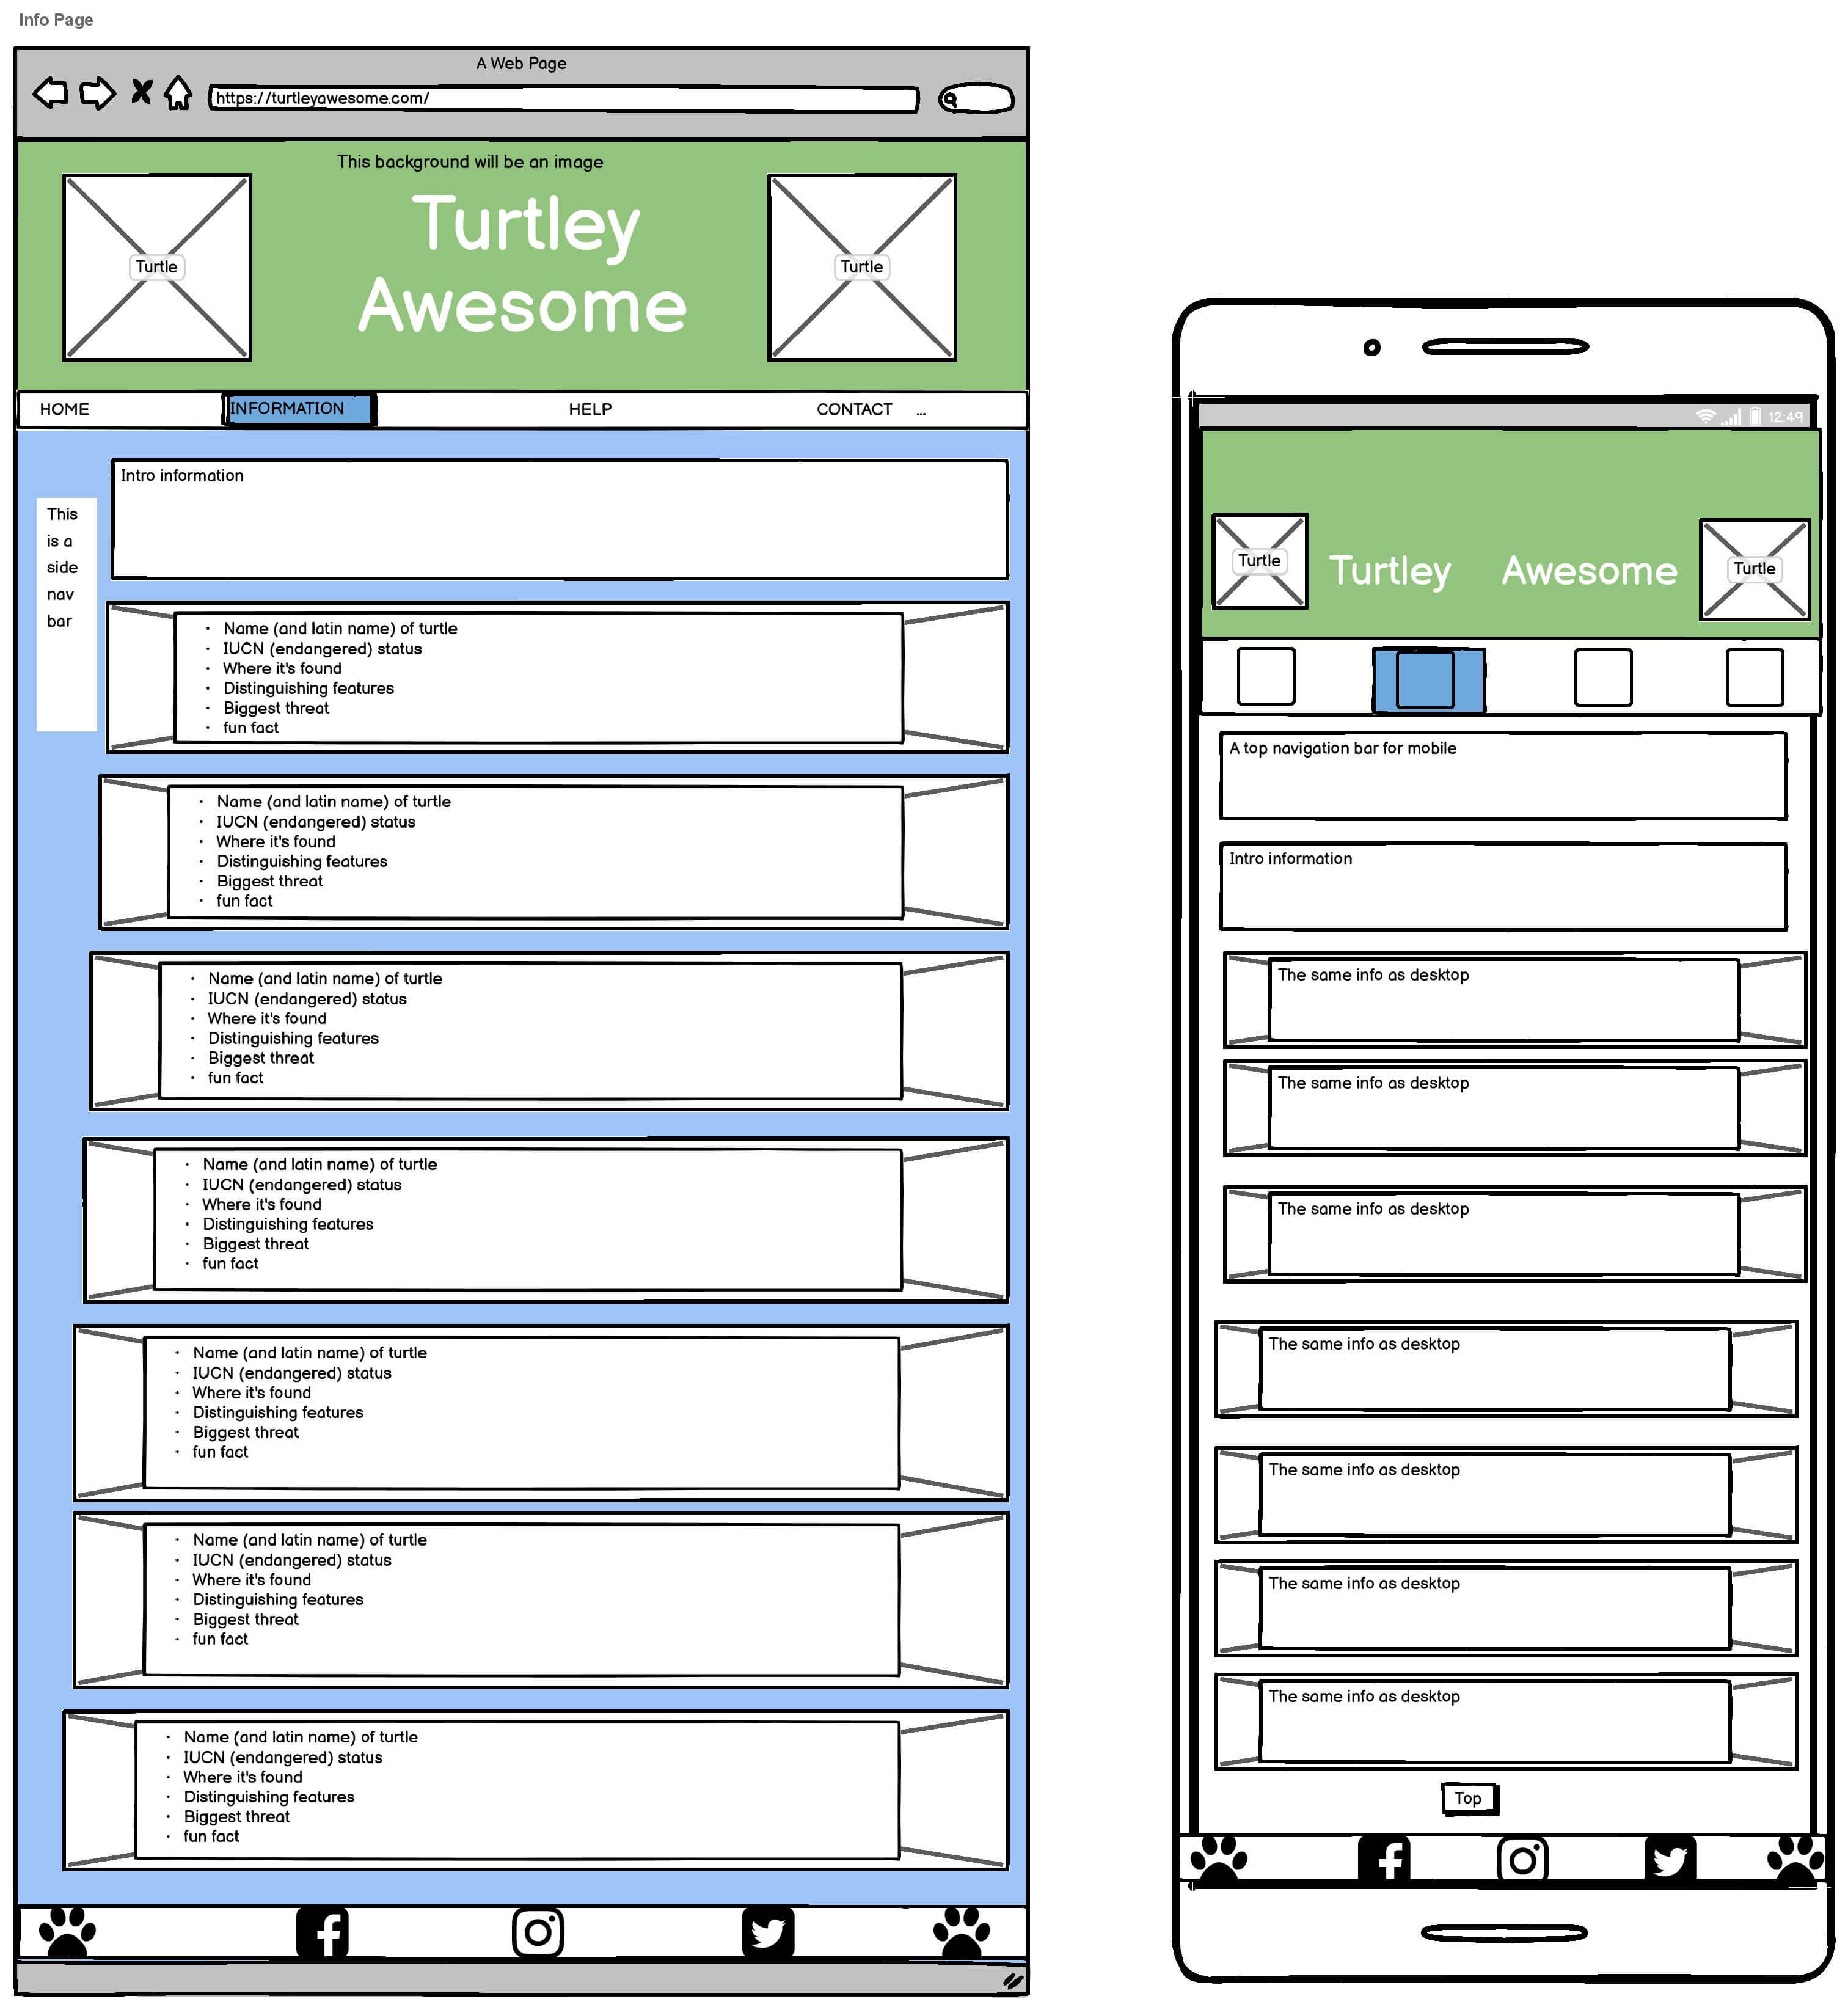 Info Page
A Web Page
https://turtleyawesome.com/
This background will be an image
Turtley
Awesome
Turtle
Turtle
HOME INFORMATION HELP CONTACT ...
This
is a
side
nav
bar
Intro information
• Name (and latin name) of turtle
• IUCN (endangered) status
• Where it's found
• Distinguishing features
• Biggest threat
• fun fact
• Name (and latin name) of turtle
• IUCN (endangered) status
• Where it's found
• Distinguishing features
• Biggest threat
• fun fact
• Name (and latin name) of turtle
• IUCN (endangered) status
• Where it's found
• Distinguishing features
• Biggest threat
• fun fact
• Name (and latin name) of turtle
• IUCN (endangered) status
• Where it's found
• Distinguishing features
• Biggest threat
• fun fact
• Name (and latin name) of turtle
• IUCN (endangered) status
• Where it's found
• Distinguishing features
• Biggest threat
• fun fact
• Name (and latin name) of turtle
• IUCN (endangered) status
• Where it's found
• Distinguishing features
• Biggest threat
• fun fact
• Name (and latin name) of turtle
• IUCN (endangered) status
• Where it's found
• Distinguishing features
• Biggest threat
• fun fact
12:49
Turtle
Turtley Awesome
Turtle
A top navigation bar for mobile
Intro information
The same info as desktop
The same info as desktop
The same info as desktop
The same info as desktop
The same info as desktop
The same info as desktop
The same info as desktop
Top